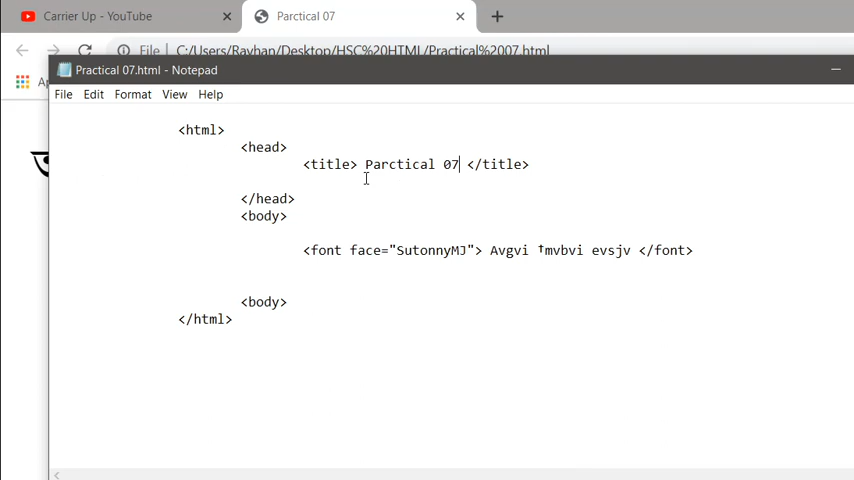 Carrier Up - YouTube
Parctical 07
File C:/Users/Rayhan/Desktop/HSC%20HTML/Practical%2007.html
Practical 07.html - Notepad
File Edit Format View Help
<html>
<head>
<title> Parctical 07 </title>
</head>
<body>
<font face="SutonnyMJ"> Avgvi †mvbvi evsjv </font>
<body>
</html>